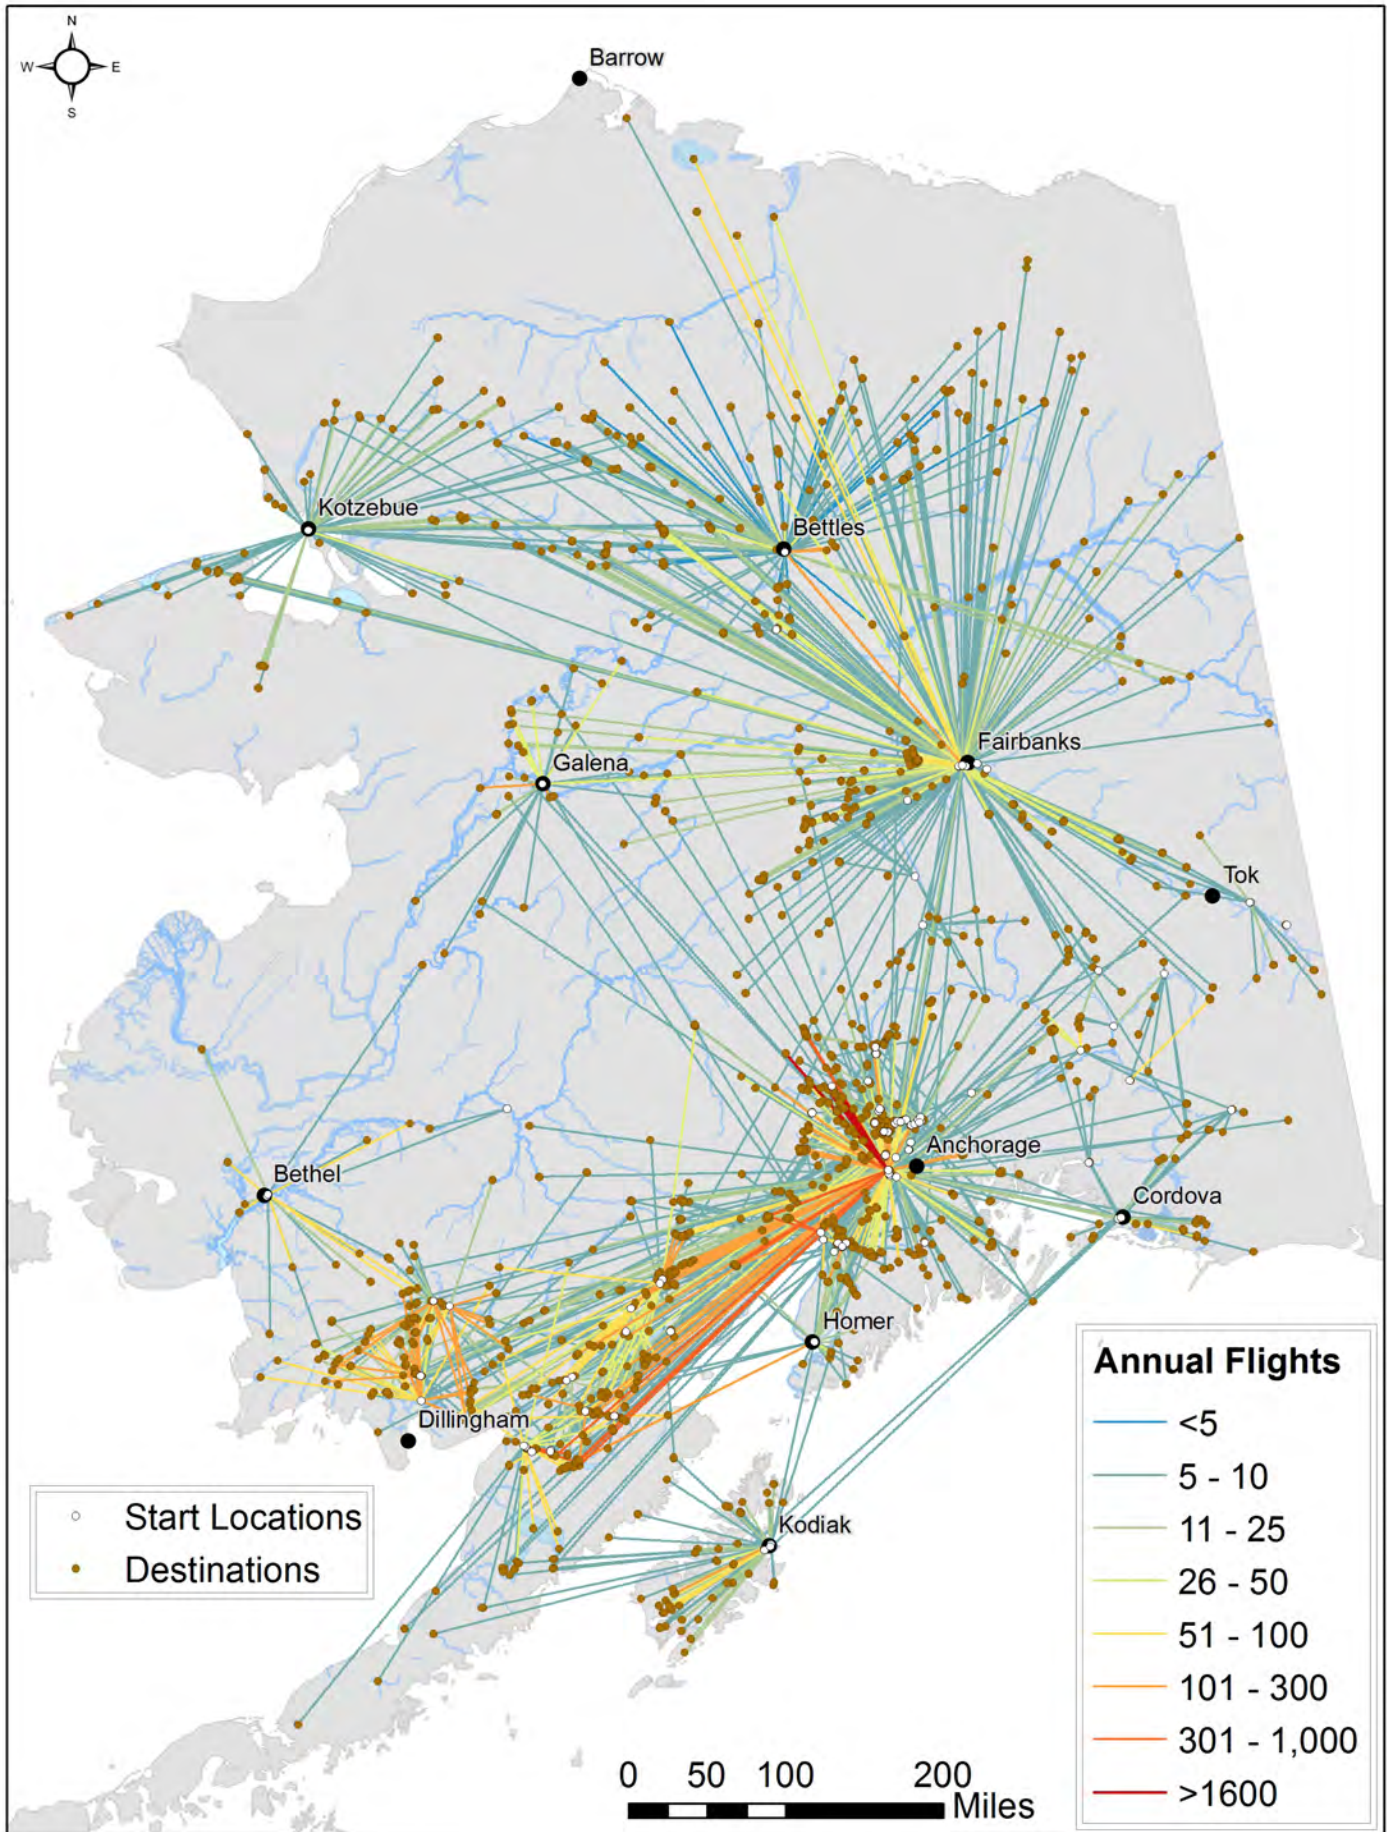 N
W E
S
Barrow
Kotzebue
Bettles
Galena
Fairbanks
Tok
Bethel
Anchorage
Cordova
Homer
Dillingham
Kodiak
Start Locations
Destinations
Annual Flights
<5
5 - 10
11 - 25
26 - 50
51 - 100
101 - 300
301 - 1,000
>1600
0 50 100 200
Miles